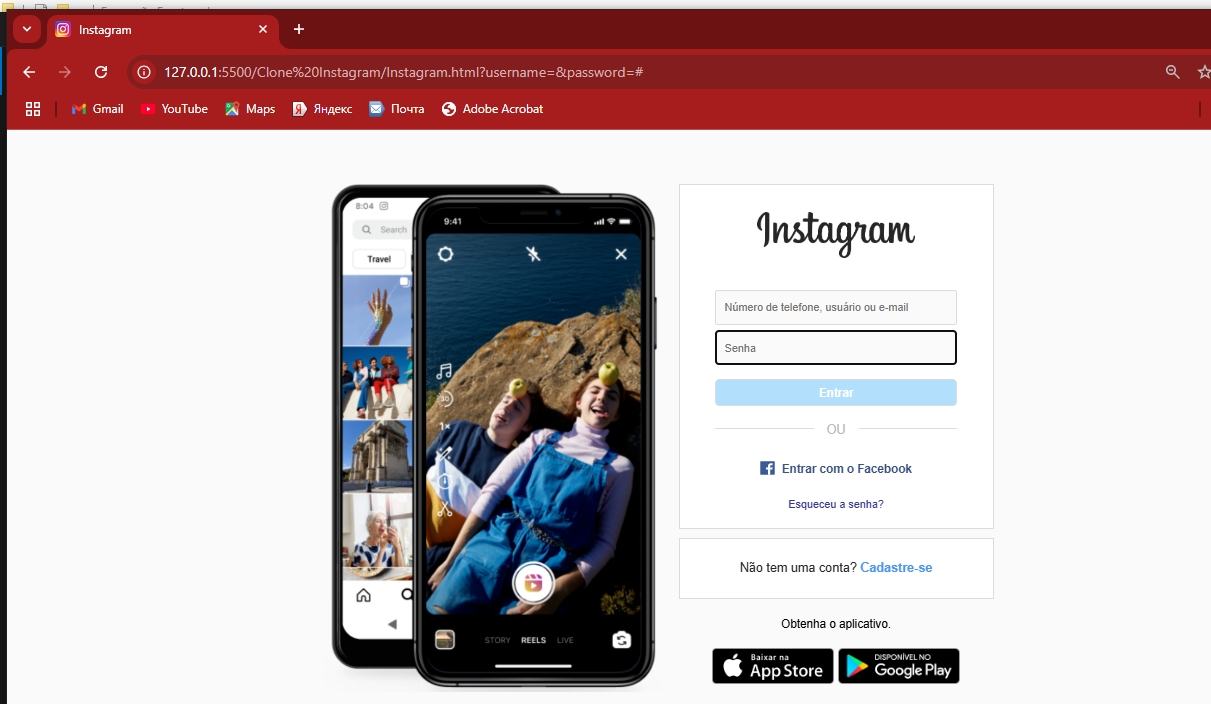 Instagram
127.0.0.1:5500/Clone%20Instagram/Instagram.html?username=&password=#
Gmail YouTube Maps Яндекс Почта Adobe Acrobat
8:04
Search
Travel
9:41
30
1x
STORY REELS LIVE
Instagram
Número de telefone, usuário ou e-mail
Senha
Entrar
OU
Entrar com o Facebook
Esqueceu a senha?
Não tem uma conta? Cadastre-se
Obtenha o aplicativo.
Baixar na
App Store
DISPONÍVEL NO
Google Play